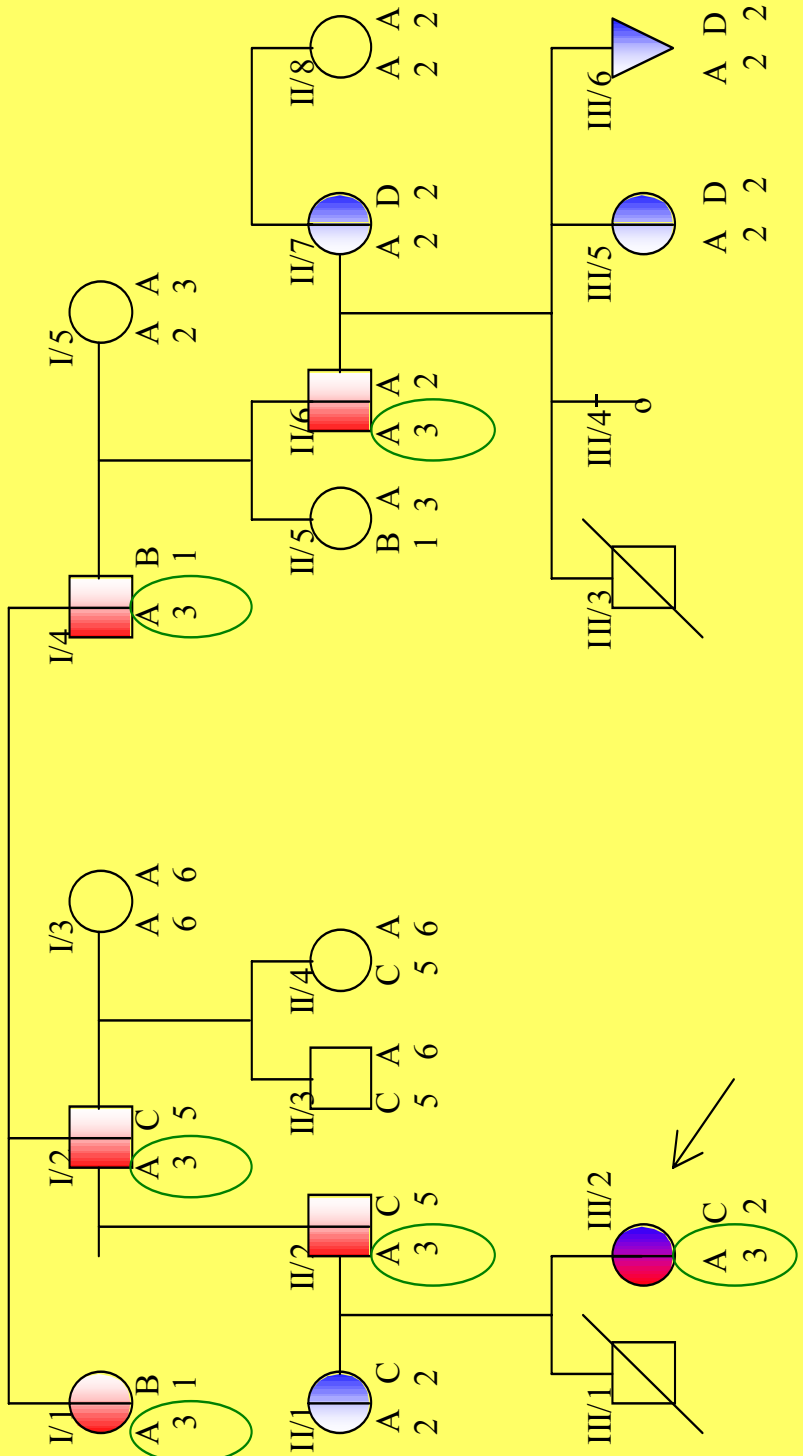 I/1 I/2 I/3 I/4 I/5
A B A C A A A B A A
3 1 3 5 6 6 3 1 2 3
II/1 II/2 II/3 II/4 II/5 II/6 II/7 II/8
A C A C C A C A B A A A A D A A
2 2 3 5 5 6 5 6 1 3 3 2 2 2 2 2
III/1 III/2 III/3 III/4 III/5 III/6
o
A C A D A D
3 2 2 2 2 2